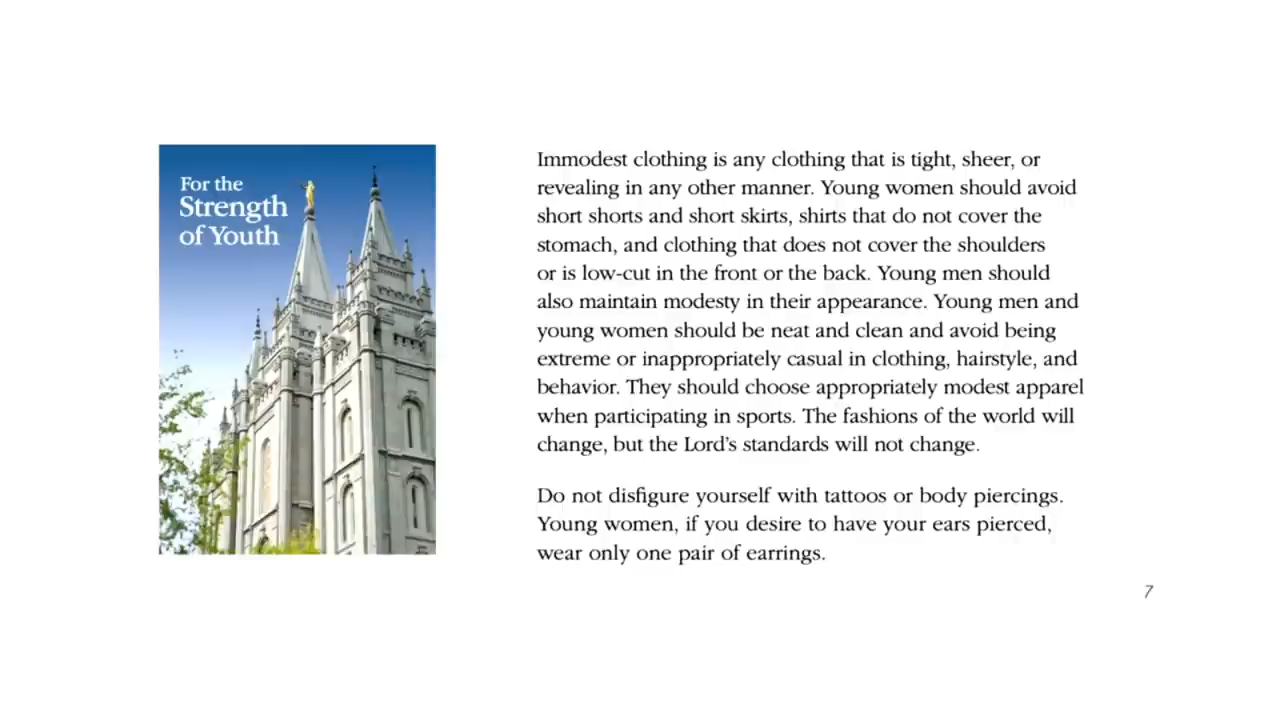 For the
Strength
of Youth
Immodest clothing is any clothing that is tight, sheer, or
revealing in any other manner. Young women should avoid
short shorts and short skirts, shirts that do not cover the
stomach, and clothing that does not cover the shoulders
or is low-cut in the front or the back. Young men should
also maintain modesty in their appearance. Young men and
young women should be neat and clean and avoid being
extreme or inappropriately casual in clothing, hairstyle, and
behavior. They should choose appropriately modest apparel
when participating in sports. The fashions of the world will
change, but the Lord’s standards will not change.
Do not disfigure yourself with tattoos or body piercings.
Young women, if you desire to have your ears pierced,
wear only one pair of earrings.
7